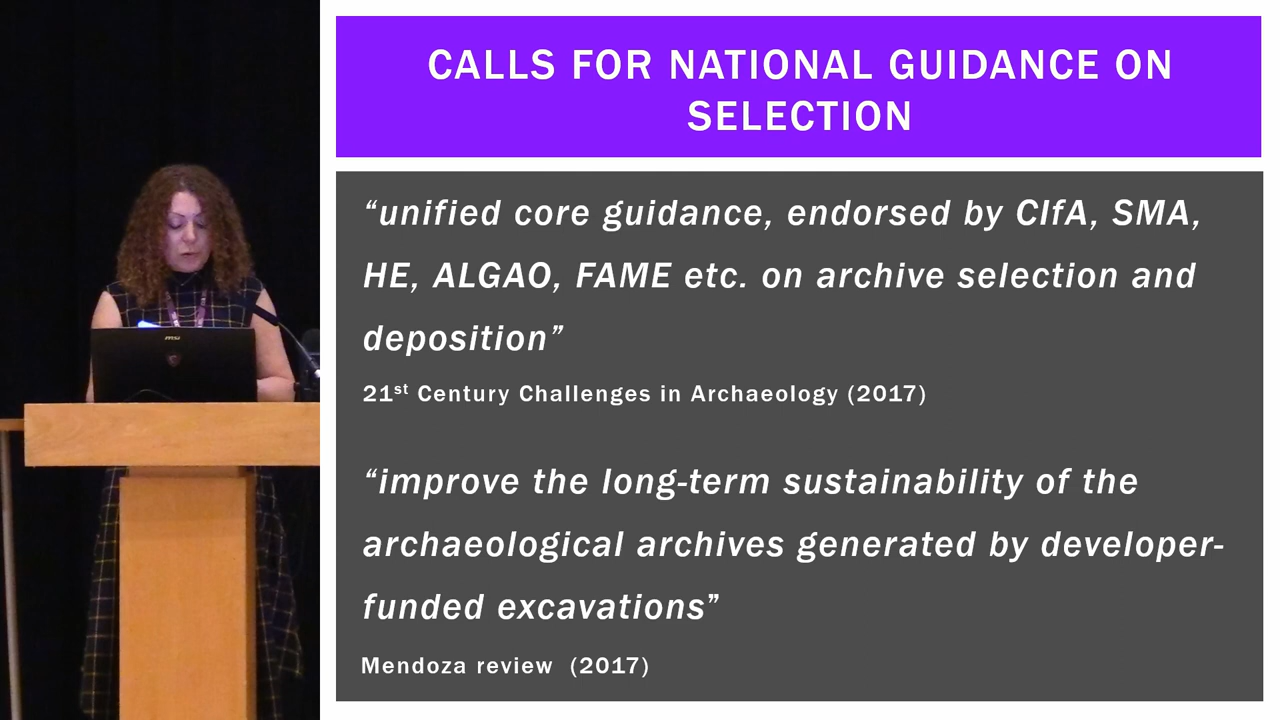 CALLS FOR NATIONAL GUIDANCE ON
SELECTION
“unified core guidance, endorsed by CIfA, SMA,
HE, ALGAO, FAME etc. on archive selection and
deposition”
21st Century Challenges in Archaeology (2017)
“improve the long-term sustainability of the
archaeological archives generated by developer-
funded excavations”
Mendoza review (2017)
msi